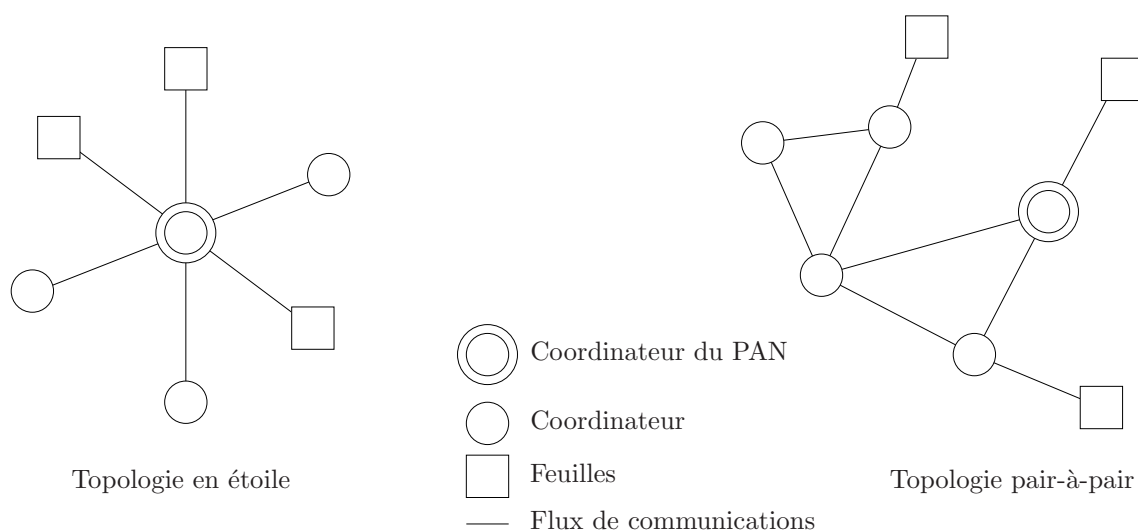 Coordinateur du PAN
Coordinateur
Feuilles
Flux de communications
Topologie en étoile
Topologie pair-à-pair